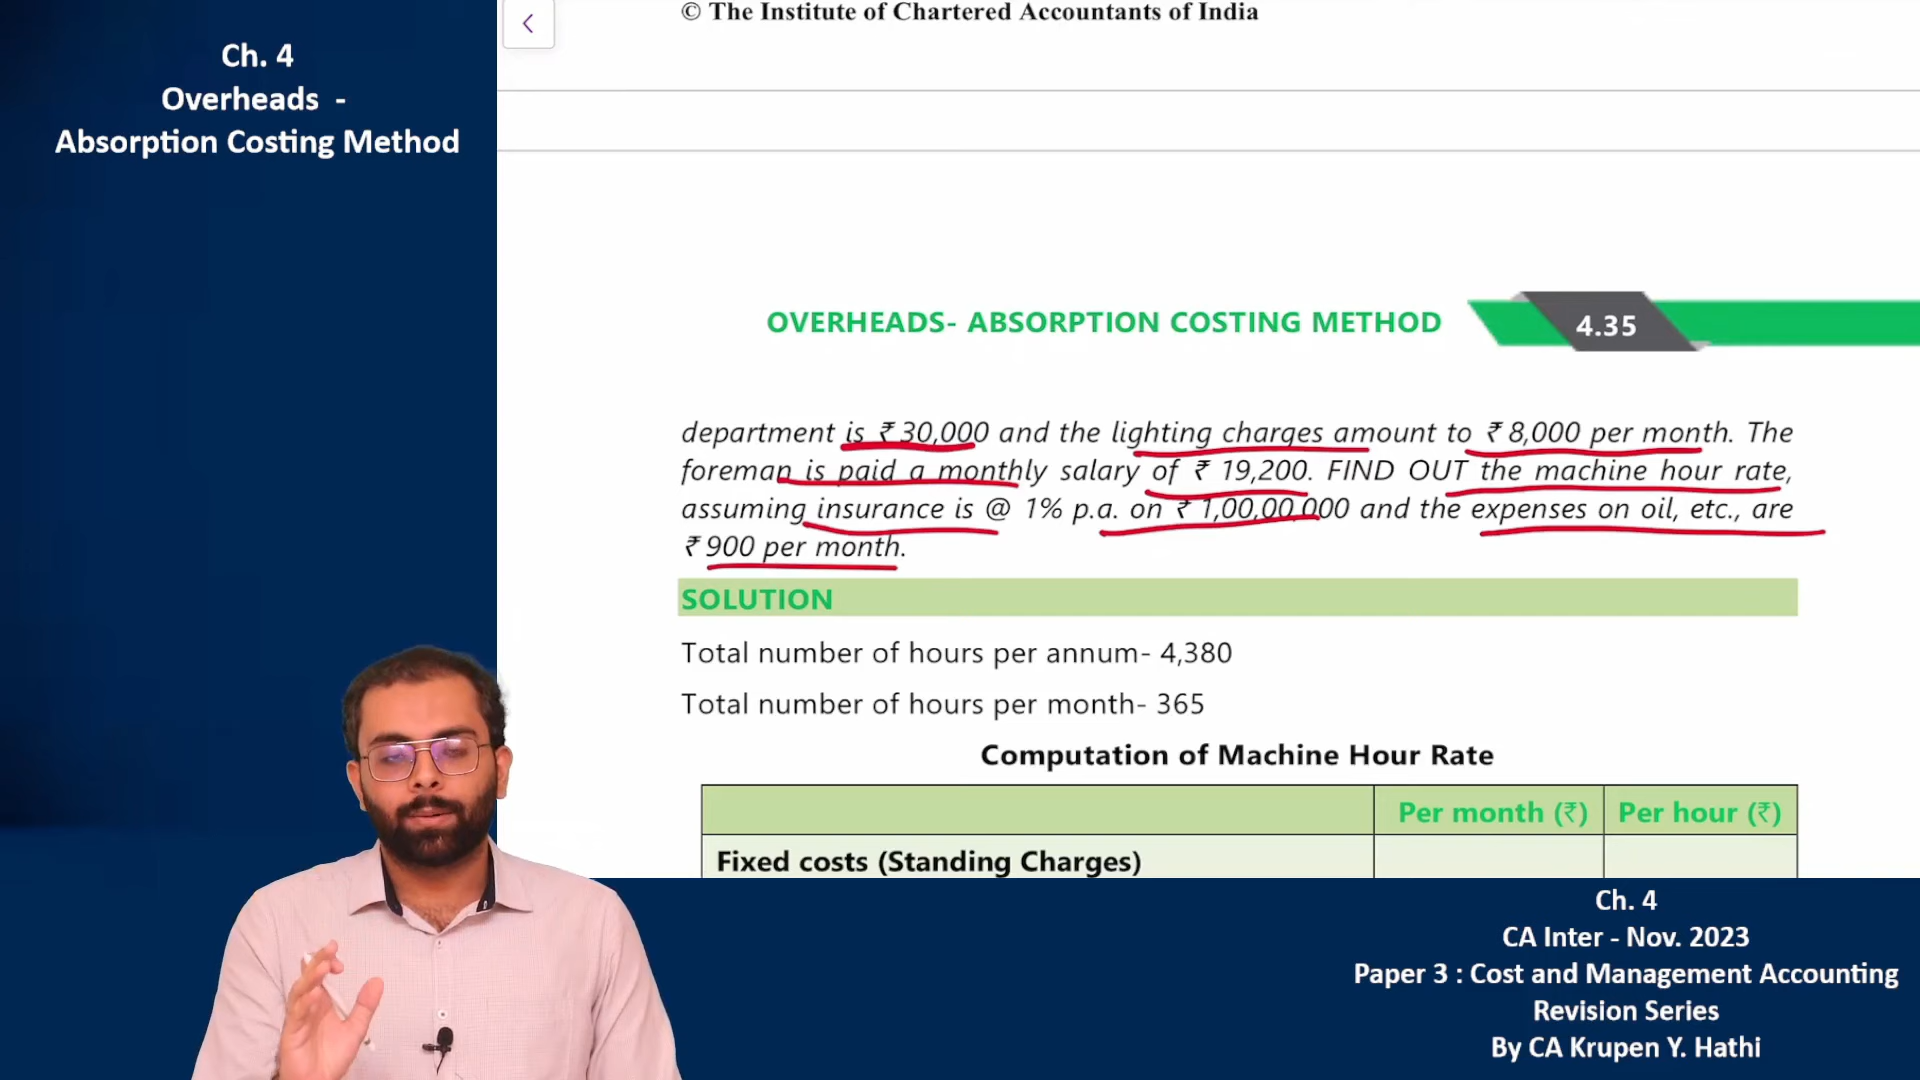 Ch. 4
Overheads -
Absorption Costing Method
© The Institute of Chartered Accountants of India
OVERHEADS- ABSORPTION COSTING METHOD
4.35
department is ₹ 30,000 and the lighting charges amount to ₹ 8,000 per month. The
foreman is paid a monthly salary of ₹ 19,200. FIND OUT the machine hour rate,
assuming insurance is @ 1% p.a. on ₹ 1,00,00,000 and the expenses on oil, etc., are
₹ 900 per month.
SOLUTION
Total number of hours per annum- 4,380
Total number of hours per month- 365
Computation of Machine Hour Rate
Per month (₹) Per hour (₹)
Fixed costs (Standing Charges)
Ch. 4
CA Inter - Nov. 2023
Paper 3 : Cost and Management Accounting
Revision Series
By CA Krupen Y. Hathi